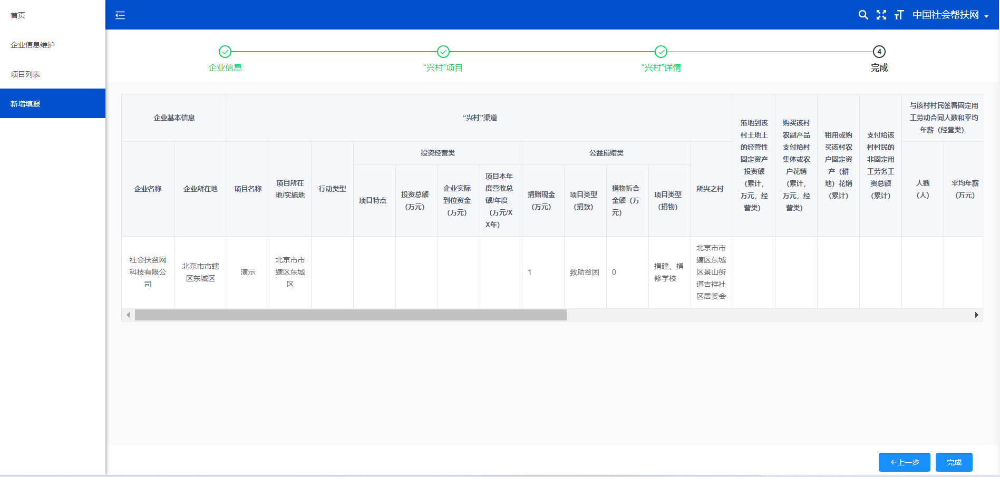 首页
中国社会帮扶网
企业信息维护
项目列表
新增填报
企业信息
“兴村”项目
“兴村”详情
4
完成
企业基本信息
“兴村”渠道
落地到该
村土地上
的经营性
固定资产
投资额
（累计，
万元，经
营类）
购买该村
农副产品
支付给村
集体或农
户花销
（累计，
万元，经
营类）
租用或购
买该村农
户固定资
产（耕
地）花销
（累计）
支付给该
村村民的
非固定用
工劳务工
资总额
（累计）
与该村村民签署固定用
工劳动合同人数和平均
年薪（经营类）
企业名称
企业所在地
项目名称
项目所在
地/实施地
行动类型
投资经营类
公益捐赠类
所兴之村
人数
（人）
平均年薪
（万元）
项目特点
投资总额
（万元）
企业实际
到位资金
（万元）
项目本年
度营收总
额/年度
（万元/X
X年）
捐赠现金
（万元）
项目类型
（捐款）
捐物折合
金额（万
元）
项目类型
（捐物）
社会扶贫网
科技有限公
司
北京市市辖
区东城区
演示
北京市市
辖区东城
区
1
救助贫困
0
捐建、捐
修学校
北京市市
辖区东城
区景山街
道吉祥社
区居委会
←上一步
完成